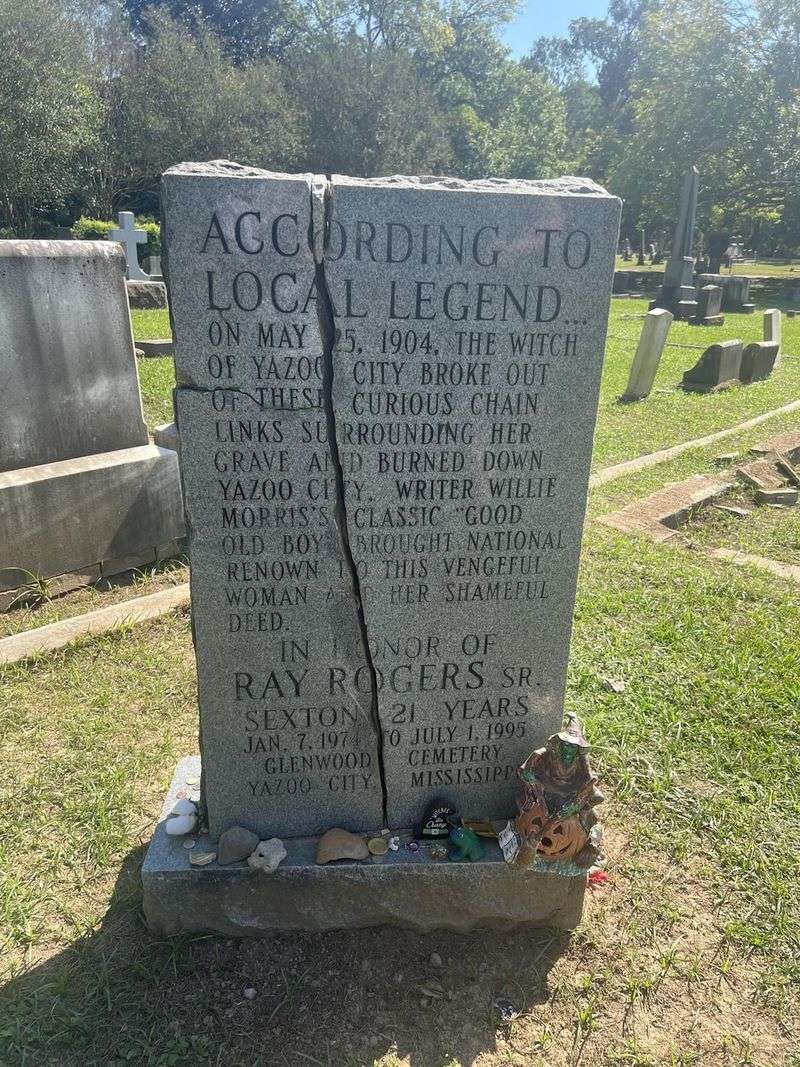 ACCORDING TO
LOCAL LEGEND...
ON MAY 25, 1904, THE WITCH
OF YAZOO CITY BROKE OUT
OF THESE CURIOUS CHAIN
LINKS SURROUNDING HER
GRAVE AND BURNED DOWN
YAZOO CITY. WRITER WILLIE
MORRIS'S CLASSIC "GOOD
OLD BOY" BROUGHT NATIONAL
RENOWN TO THIS VENGEFUL
WOMAN AND HER SHAMEFUL
DEED.
IN HONOR OF
RAY ROGERS SR.
SEXTON 21 YEARS
JAN. 7, 1974 TO JULY 1, 1995
GLENWOOD CEMETERY
YAZOO CITY, MISSISSIPPI